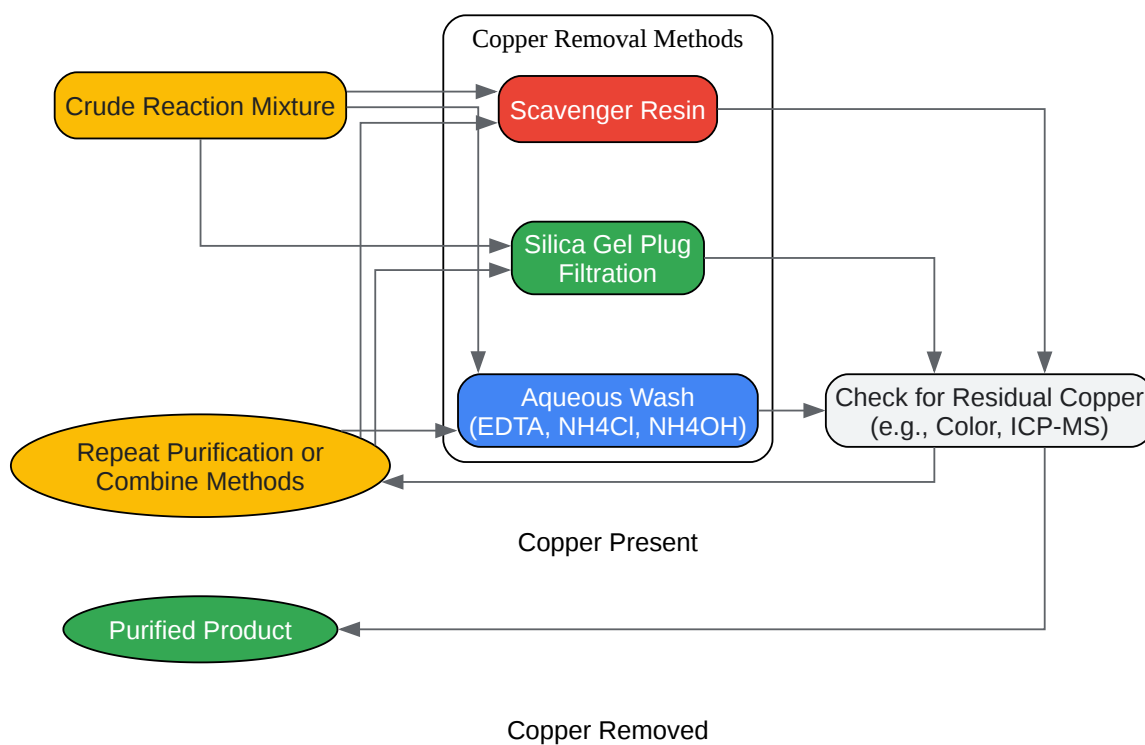 Copper Removal Methods
Crude Reaction Mixture
Scavenger Resin
Silica Gel Plug
Filtration
Aqueous Wash
(EDTA, NH4Cl, NH4OH)
Check for Residual Copper
(e.g., Color, ICP-MS)
Repeat Purification or
Combine Methods
Copper Present
Purified Product
Copper Removed